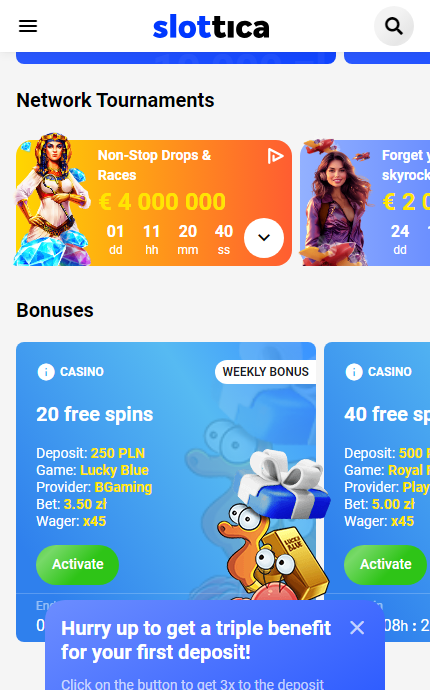 slottica
Network Tournaments
Non-Stop Drops &
Races
€ 4 000 000
01 11 20 40
dd hh mm ss
Forget y
skyrock
€ 2 0
24
dd
Bonuses
CASINO
WEEKLY BONUS
20 free spins
Deposit: 250 PLN
Game: Lucky Blue
Provider: BGaming
Bet: 3.50 zł
Wager: x45
Activate
LUCKY
BLUE
CASINO
40 free sp
Deposit: 500 P
Game: Royal F
Provider: Play
Bet: 5.00 zł
Wager: x45
Activate
08h : 2
Hurry up to get a triple benefit
for your first deposit!
Click on the button to get 3x to the deposit